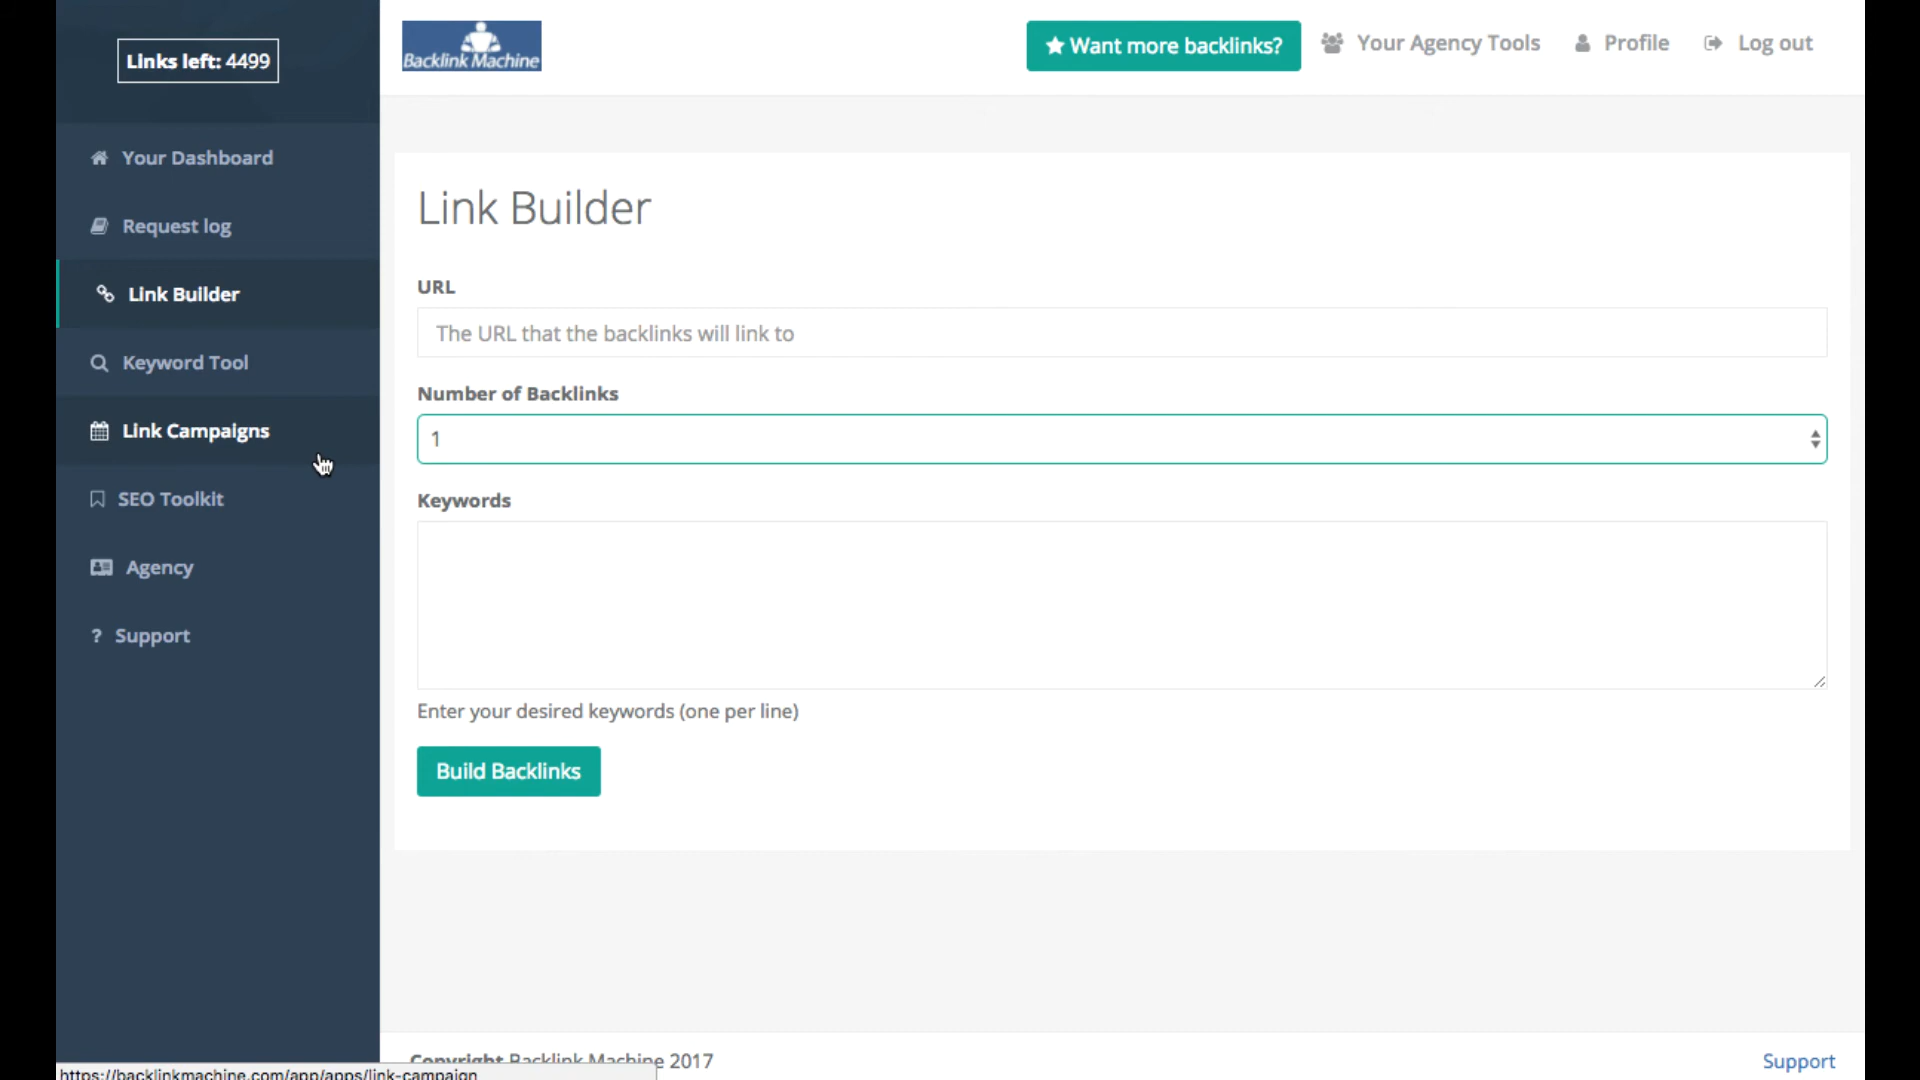 Links left: 4499
Your Dashboard
Request log
Link Builder
Keyword Tool
Link Campaigns
SEO Toolkit
Agency
? Support
Backlink Machine
Want more backlinks?
Your Agency Tools
Profile
Log out
Link Builder
URL
The URL that the backlinks will link to
Number of Backlinks
1
Keywords
Enter your desired keywords (one per line)
Build Backlinks
Copyright Backlink Machine 2017
Support
https://backlinkmachine.com/app/apps/link-campaign